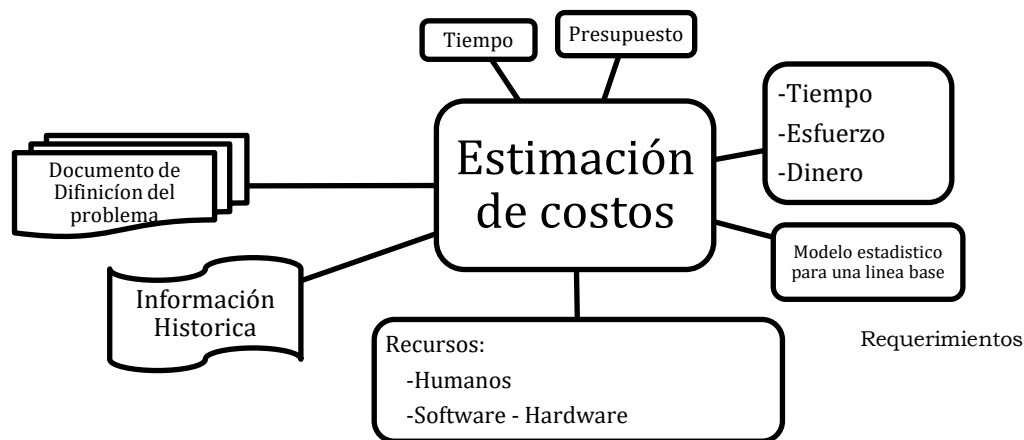 Tiempo
Presupuesto
-Tiempo
-Esfuerzo
-Dinero
Estimación
de costos
Documento de
Difinicíon del
problema
Modelo estadistico
para una linea base
Información
Historica
Requerimientos
Recursos:
-Humanos
-Software - Hardware